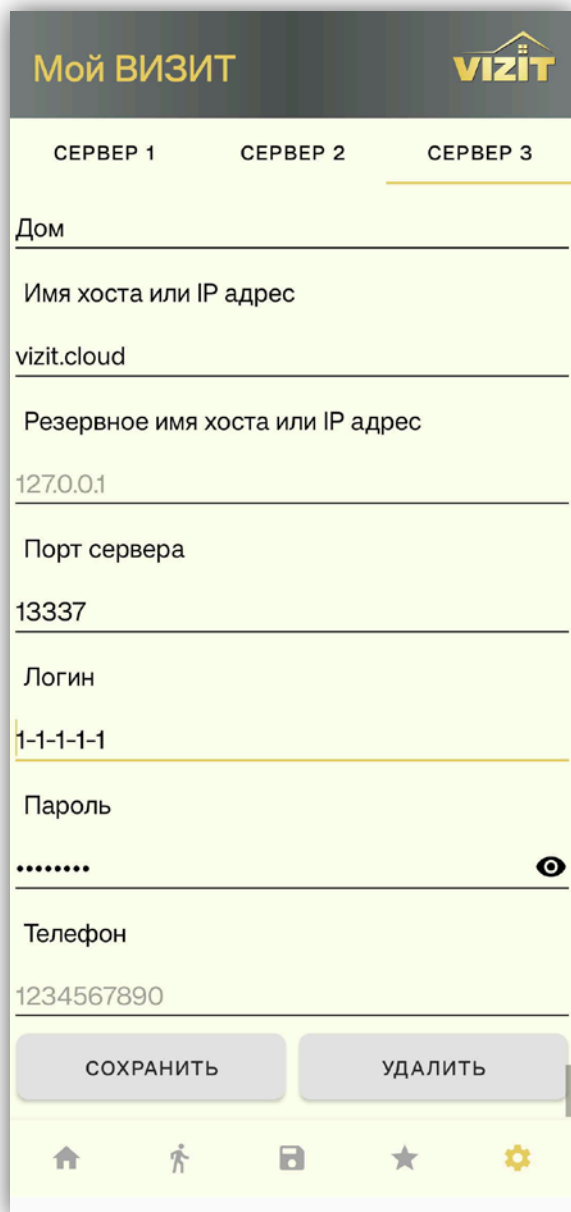 Мой ВИЗИТ VIZIT
СЕРВЕР 1 СЕРВЕР 2 СЕРВЕР 3
Дом
Имя хоста или IP адрес
vizit.cloud
Резервное имя хоста или IP адрес
127.0.0.1
Порт сервера
13337
Логин
1-1-1-1-1
Пароль
••••••••
Телефон
1234567890
СОХРАНИТЬ УДАЛИТЬ